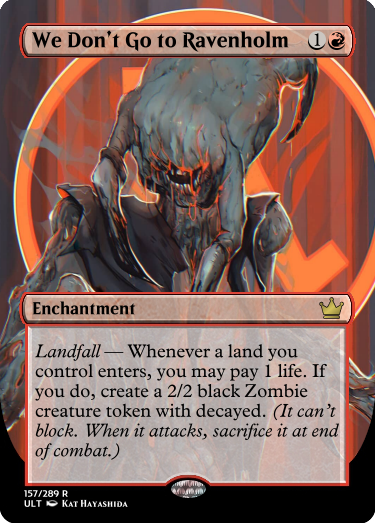 We Don't Go to Ravenholm 1
Enchantment
Landfall — Whenever a land you
control enters, you may pay 1 life. If
you do, create a 2/2 black Zombie
creature token with decayed. (It can't
block. When it attacks, sacrifice it at end
of combat.)
157/289 R
ULT Kat Hayashida